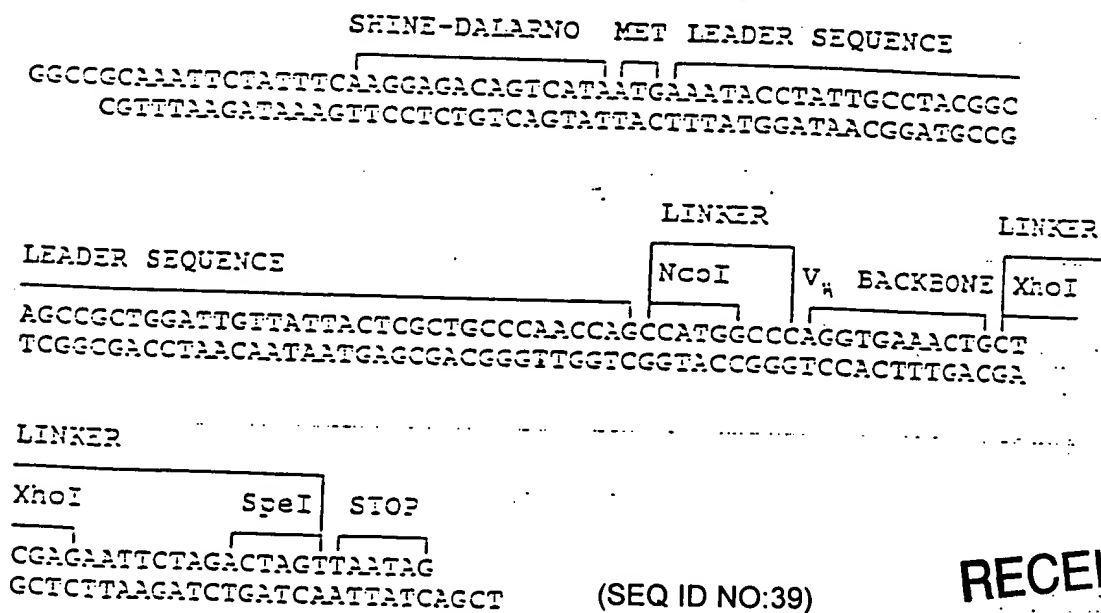 SHINE-DALARNO MET LEADER SEQUENCE
GGCCGCAAATTCTATTTCAAGGAGACAGTCATAATGAAATACCTATTGCCTACGGC
CGTTTAAGATAAAGTTCCTCTGTCAGTATTACTTTATGGATAACGGATGCCG
LINKER LINKER
LEADER SEQUENCE NcoI VH BACKBONE XhoI
AGCCGCTGGATTGTTATTACTCGCTGCCCAACCAGCCATGGCCCAGGTGAAACTGCT
TCGGCGACCTAACAATAATGAGCGACGGGTTGGTCGGTACCGGGTCCACTTTGACGA
LINKER
XhoI SpeI STOP
CGAGAATTCTAGACTAGTTAATAG
GCTCTTAAGATCTGATCAATTATCAGCT (SEQ ID NO:39)
RECEI